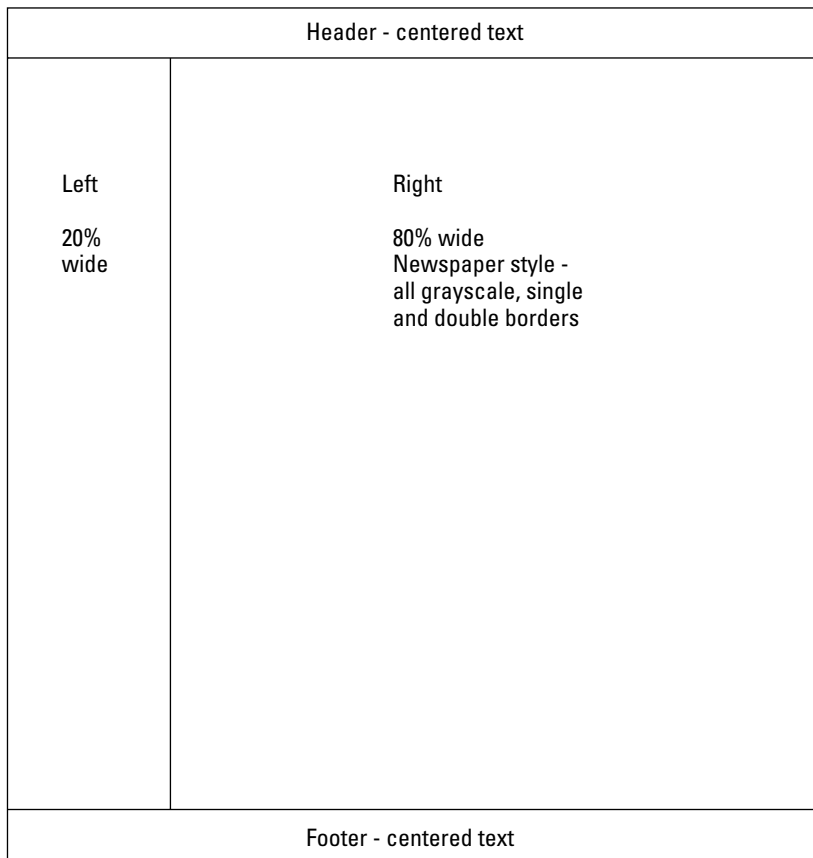 Header - centered text
Left
20%
wide
Right
80% wide
Newspaper style -
all grayscale, single
and double borders
Footer - centered text